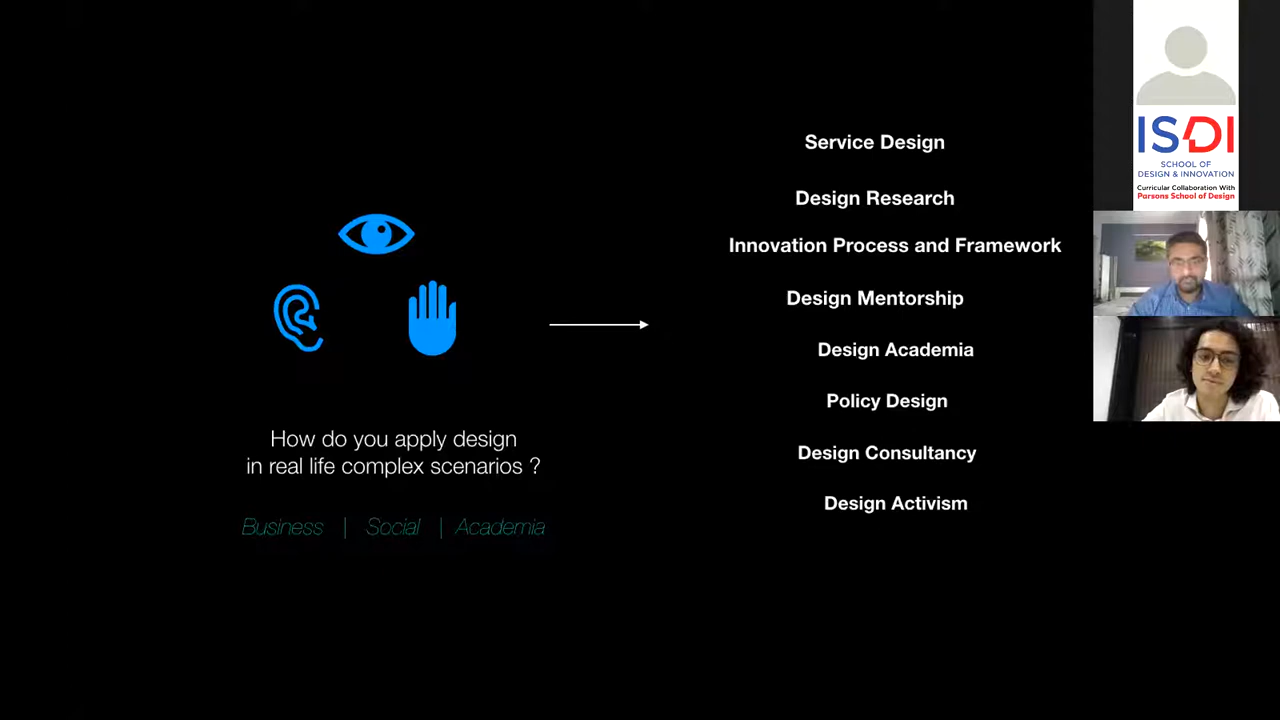 How do you apply design
in real life complex scenarios ?
Business | Social | Academia
Service Design
Design Research
Innovation Process and Framework
Design Mentorship
Design Academia
Policy Design
Design Consultancy
Design Activism
ISDI
SCHOOL OF
DESIGN & INNOVATION
Curricular Collaboration With
Parsons School of Design